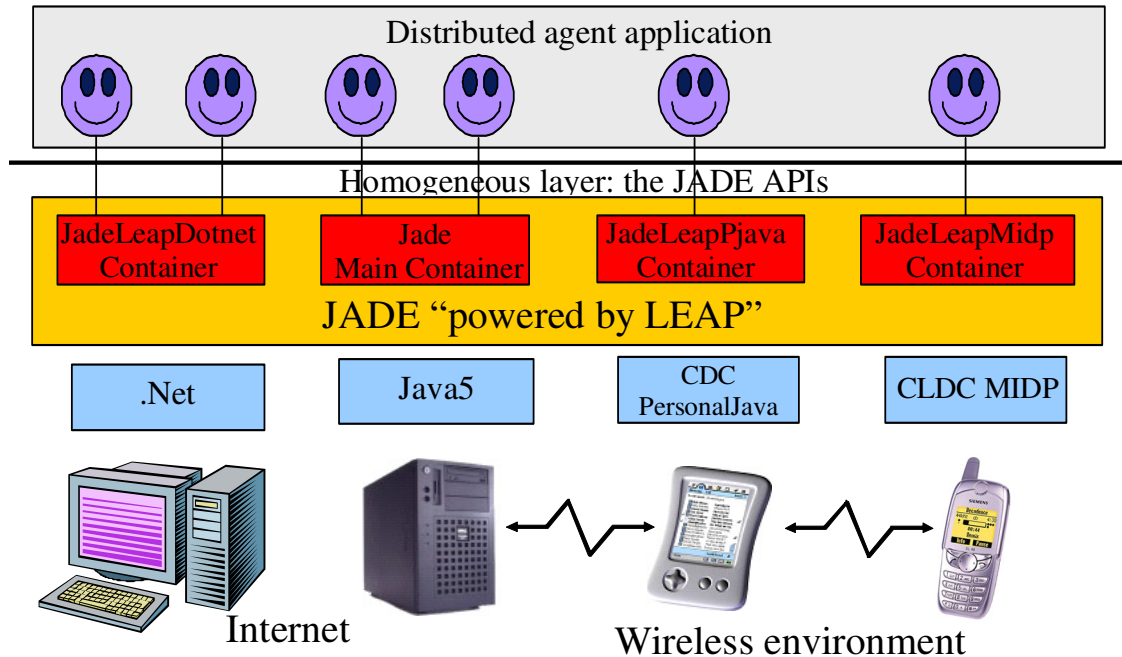 Distributed agent application
Homogeneous layer: the JADE APIs
JadeLeapDotnet
Container
Jade
Main Container
JadeLeapPjava
Container
JadeLeapMidp
Container
JADE “powered by LEAP”
.Net
Java5
CDC
PersonalJava
CLDC MIDP
SIEMENS
Internet
Wireless environment